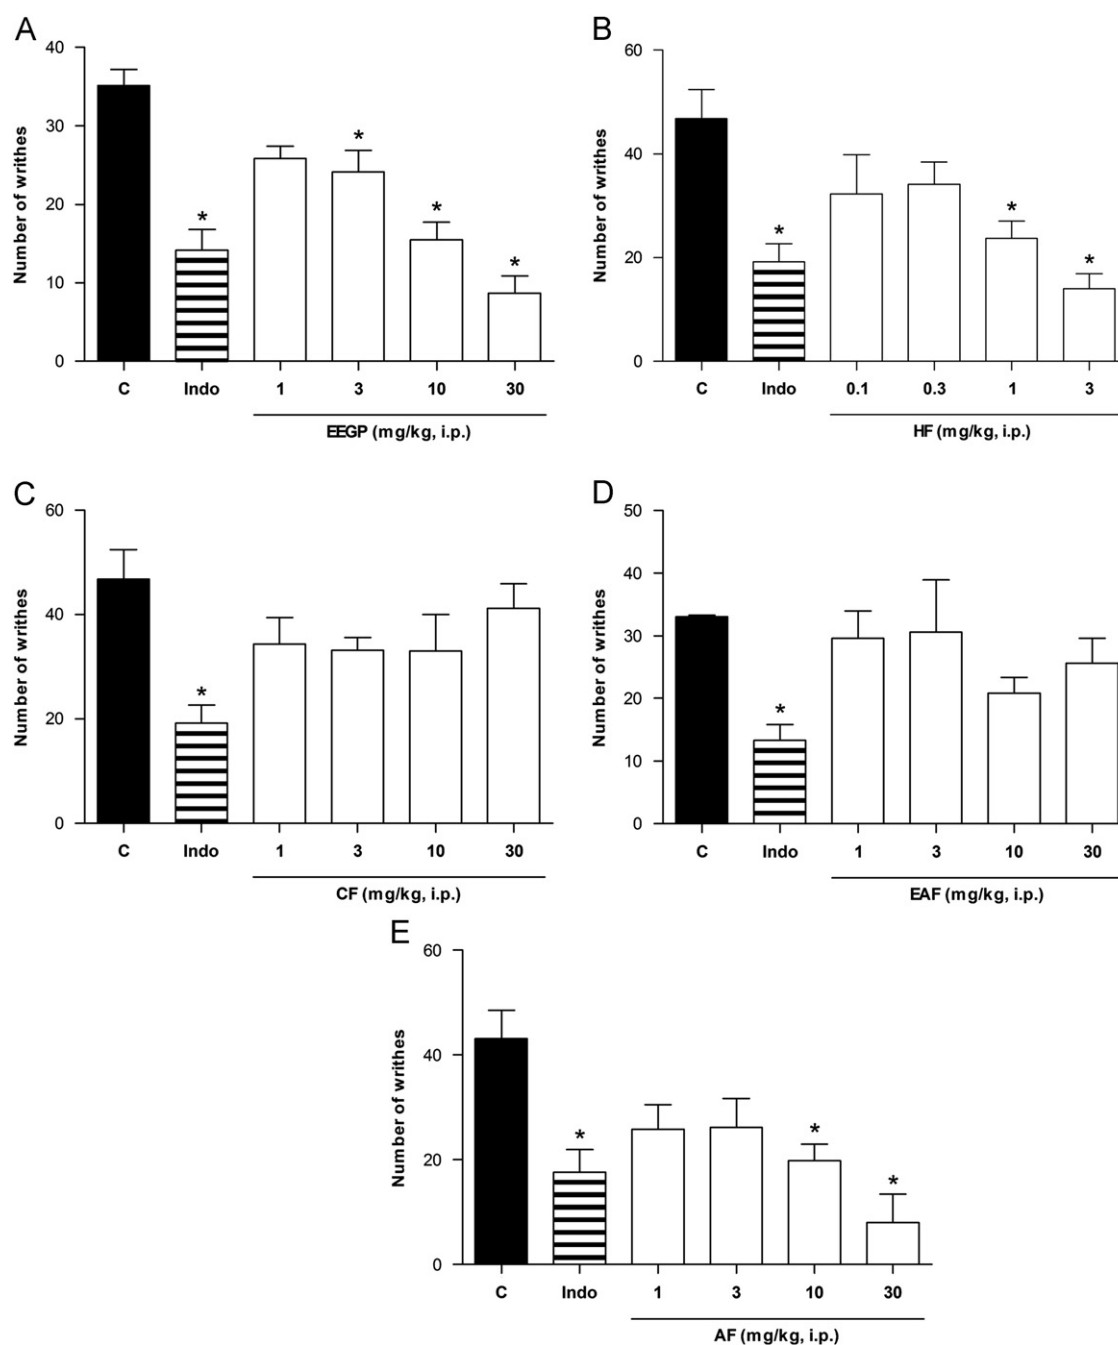 A
Number of writhes
40
30
20
10
0
*
*
*
*
C Indo 1 3 10 30
EEGP (mg/kg, i.p.)
B
Number of writhes
60
40
20
0
*
*
*
C Indo 0.1 0.3 1 3
HF (mg/kg, i.p.)
C
Number of writhes
60
40
20
0
*
C Indo 1 3 10 30
CF (mg/kg, i.p.)
D
Number of writhes
50
40
30
20
10
0
*
C Indo 1 3 10 30
EAF (mg/kg, i.p.)
E
Number of writhes
60
40
20
0
*
*
*
C Indo 1 3 10 30
AF (mg/kg, i.p.)